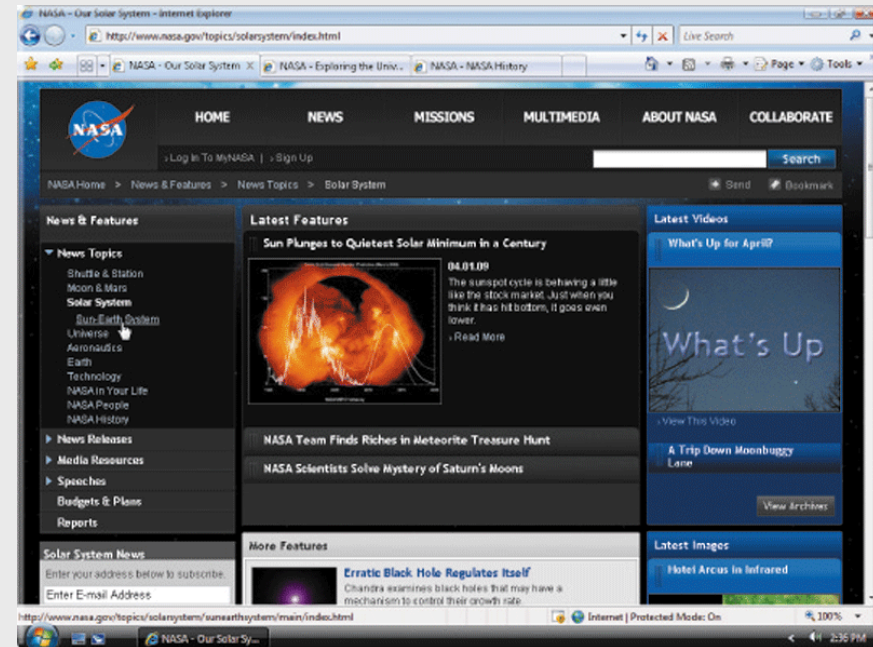 NASA - Our Solar System - Internet Explorer
http://www.nasa.gov/topics/solarsystem/index.html
Live Search
NASA - Our Solar System
NASA - Exploring the Univ...
NASA - NASA History
Page
Tools
NASA
HOME
NEWS
MISSIONS
MULTIMEDIA
ABOUT NASA
COLLABORATE
› Log In To MyNASA | › Sign Up
Search
NASA Home > News & Features > News Topics > Solar System
Send
Bookmark
News & Features
News Topics
Shuttle & Station
Moon & Mars
Solar System
Sun-Earth System
Universe
Aeronautics
Earth
Technology
NASA in Your Life
NASA People
NASA History
News Releases
Media Resources
Speeches
Budgets & Plans
Reports
Solar System News
Enter your address below to subscribe.
Enter E-mail Address
Latest Features
Sun Plunges to Quietest Solar Minimum in a Century
04.01.09
The sunspot cycle is behaving a little
like the stock market. Just when you
think it has hit bottom, it goes even
lower.
› Read More
NASA Team Finds Riches in Meteorite Treasure Hunt
NASA Scientists Solve Mystery of Saturn's Moons
More Features
Erratic Black Hole Regulates Itself
Chandra examines black holes that may have a
mechanism to control their growth rate.
Latest Videos
What's Up for April?
What's Up
› View This Video
A Trip Down Moonbuggy
Lane
View Archives
Latest Images
Hotel Arcus in Infrared
http://www.nasa.gov/topics/solarsystem/sunearthsystem/main/index.html
Internet | Protected Mode: On
100%
NASA - Our Solar Sy...
2:36 PM